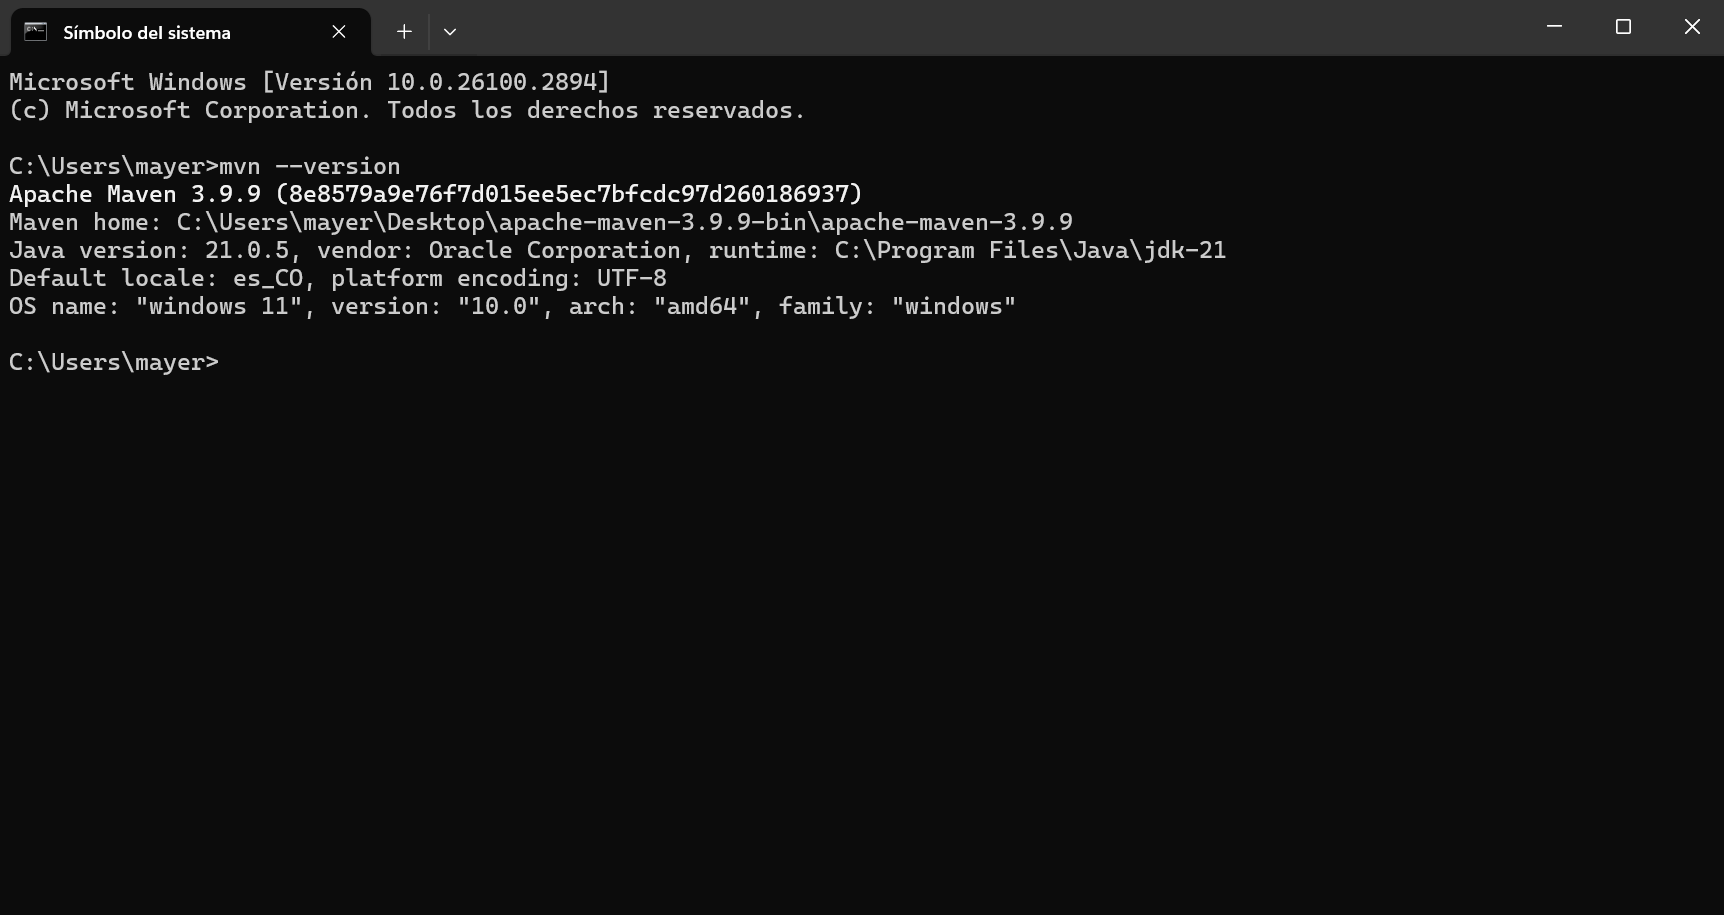 Símbolo del sistema
Microsoft Windows [Versión 10.0.26100.2894]
(c) Microsoft Corporation. Todos los derechos reservados.
C:\Users\mayer>mvn --version
Apache Maven 3.9.9 (8e8579a9e76f7d015ee5ec7bfcdc97d260186937)
Maven home: C:\Users\mayer\Desktop\apache-maven-3.9.9-bin\apache-maven-3.9.9
Java version: 21.0.5, vendor: Oracle Corporation, runtime: C:\Program Files\Java\jdk-21
Default locale: es_CO, platform encoding: UTF-8
OS name: "windows 11", version: "10.0", arch: "amd64", family: "windows"
C:\Users\mayer>